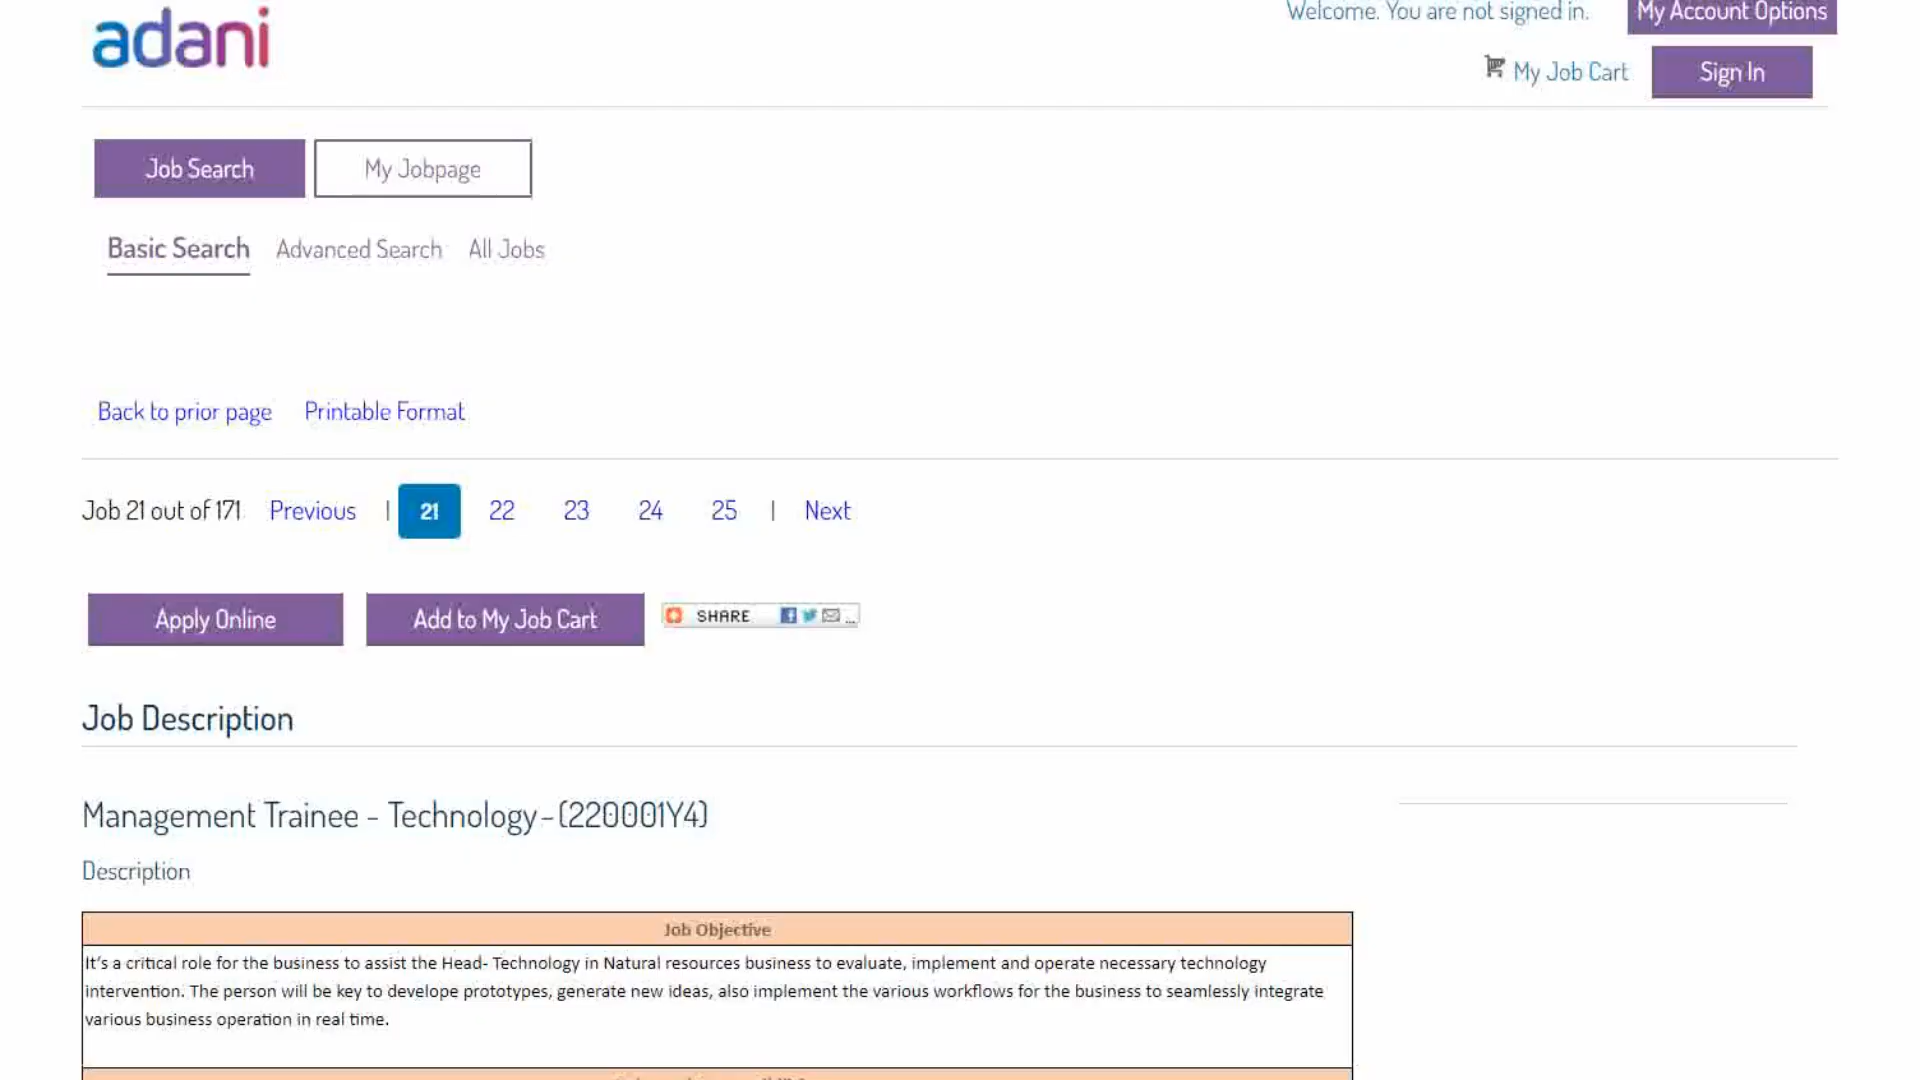 adani
Welcome. You are not signed in.
My Account Options
My Job Cart
Sign In
Job Search
My Jobpage
Basic Search
Advanced Search
All Jobs
Back to prior page
Printable Format
Job 21 out of 171 Previous | 21 22 23 24 25 | Next
Apply Online
Add to My Job Cart
SHARE ...
Job Description
Management Trainee - Technology-(220001Y4)
Description
Job Objective
It's a critical role for the business to assist the Head- Technology in Natural resources business to evaluate, implement and operate necessary technology
intervention. The person will be key to develope prototypes, generate new ideas, also implement the various workflows for the business to seamlessly integrate
various business operation in real time.